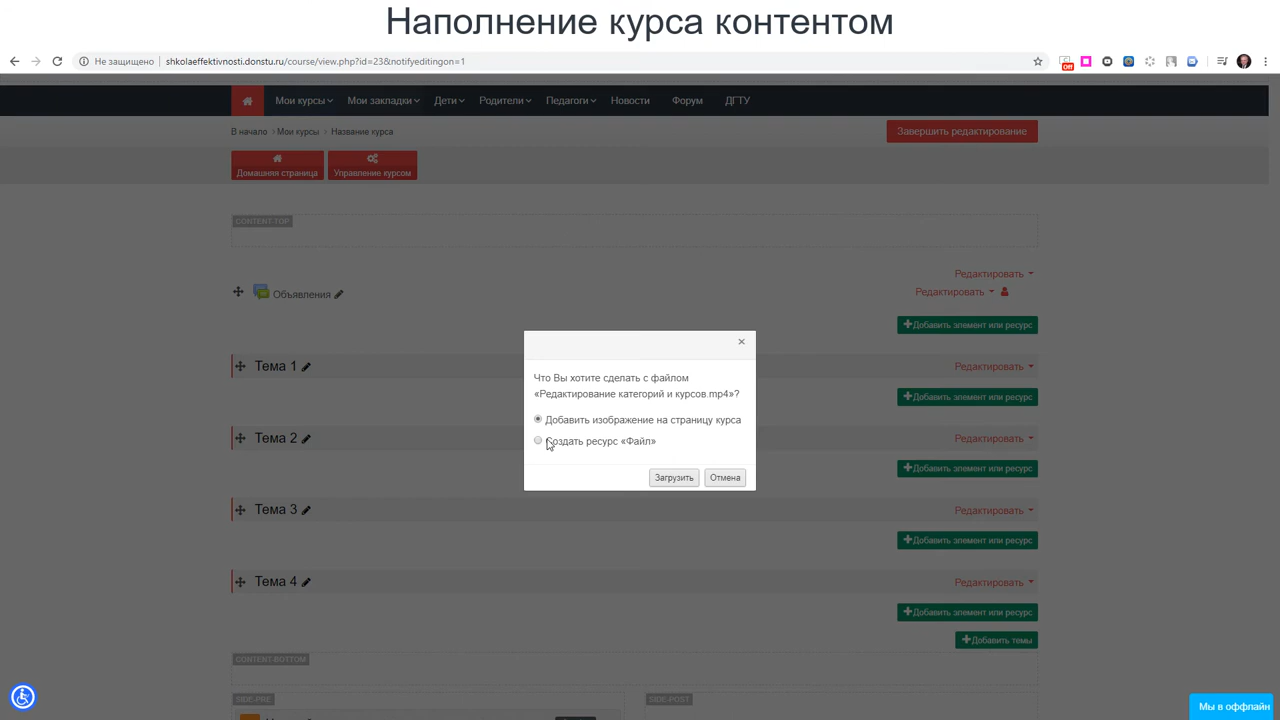 Наполнение курса контентом
Не защищено shkolaeffektivnosti.donstu.ru/course/view.php?id=23&notifyeditingon=1
Off
Мои курсы Мои закладки Дети Родители Педагоги Новости Форум ДГТУ
В начало Мои курсы Название курса
Завершить редактирование
Домашняя страница Управление курсом
CONTENT-TOP
Редактировать
Объявления Редактировать
Добавить элемент или ресурс
Тема 1 Редактировать
Добавить элемент или ресурс
Тема 2 Редактировать
Добавить элемент или ресурс
Тема 3 Редактировать
Добавить элемент или ресурс
Тема 4 Редактировать
Добавить элемент или ресурс
Добавить темы
CONTENT-BOTTOM
SIDE-PRE SIDE-POST
Что Вы хотите сделать с файлом
«Редактирование категорий и курсов.mp4»?
Добавить изображение на страницу курса
Создать ресурс «Файл»
Загрузить Отмена
Мы в оффлайн